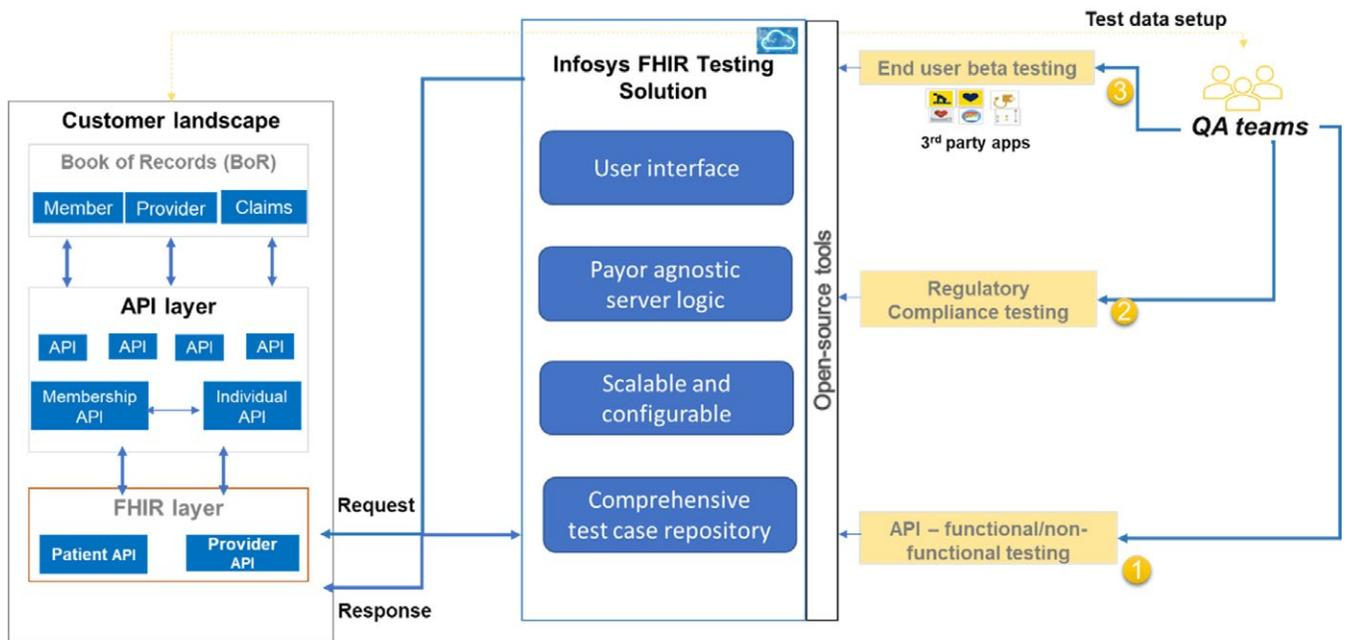 Test data setup
Customer landscape
Book of Records (BoR)
Member
Provider
Claims
API layer
API
API
API
API
Membership
API
Individual
API
FHIR layer
Patient API
Provider
API
Request
Response
Infosys FHIR Testing
Solution
User interface
Payor agnostic
server logic
Scalable and
configurable
Comprehensive
test case repository
Open-source tools
End user beta testing
3
3rd party apps
QA teams
Regulatory
Compliance testing
2
API – functional/non-
functional testing
1